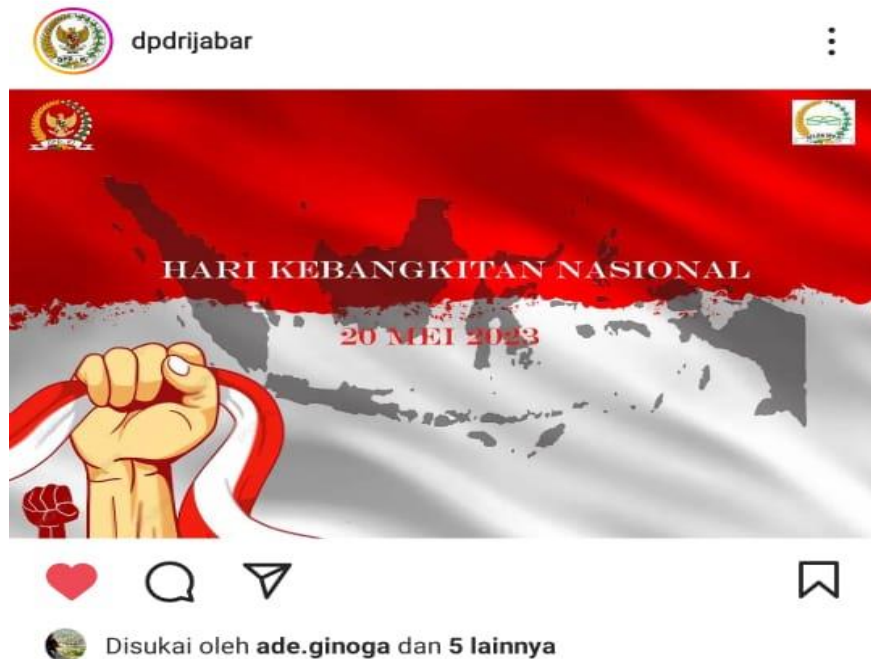 dpdrijabar
HARI KEBANGKITAN NASIONAL
20 MEI 2023
Disukai oleh ade.ginoga dan 5 lainnya